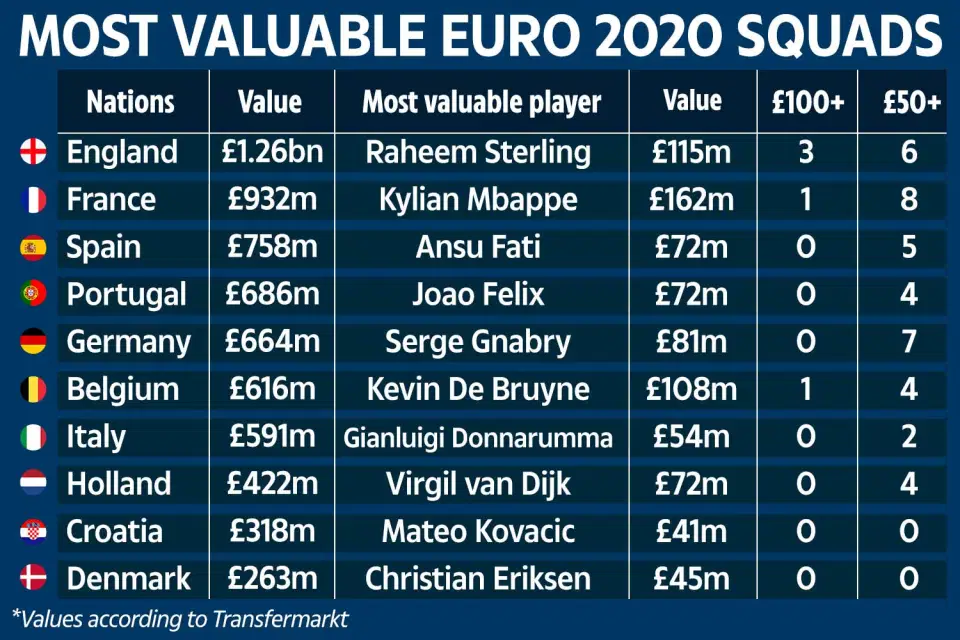 MOST VALUABLE EURO 2020 SQUADS
Nations Value Most valuable player Value £100+ £50+
England £1.26bn Raheem Sterling £115m 3 6
France £932m Kylian Mbappe £162m 1 8
Spain £758m Ansu Fati £72m 0 5
Portugal £686m Joao Felix £72m 0 4
Germany £664m Serge Gnabry £81m 0 7
Belgium £616m Kevin De Bruyne £108m 1 4
Italy £591m Gianluigi Donnarumma £54m 0 2
Holland £422m Virgil van Dijk £72m 0 4
Croatia £318m Mateo Kovacic £41m 0 0
Denmark £263m Christian Eriksen £45m 0 0
*Values according to Transfermarkt